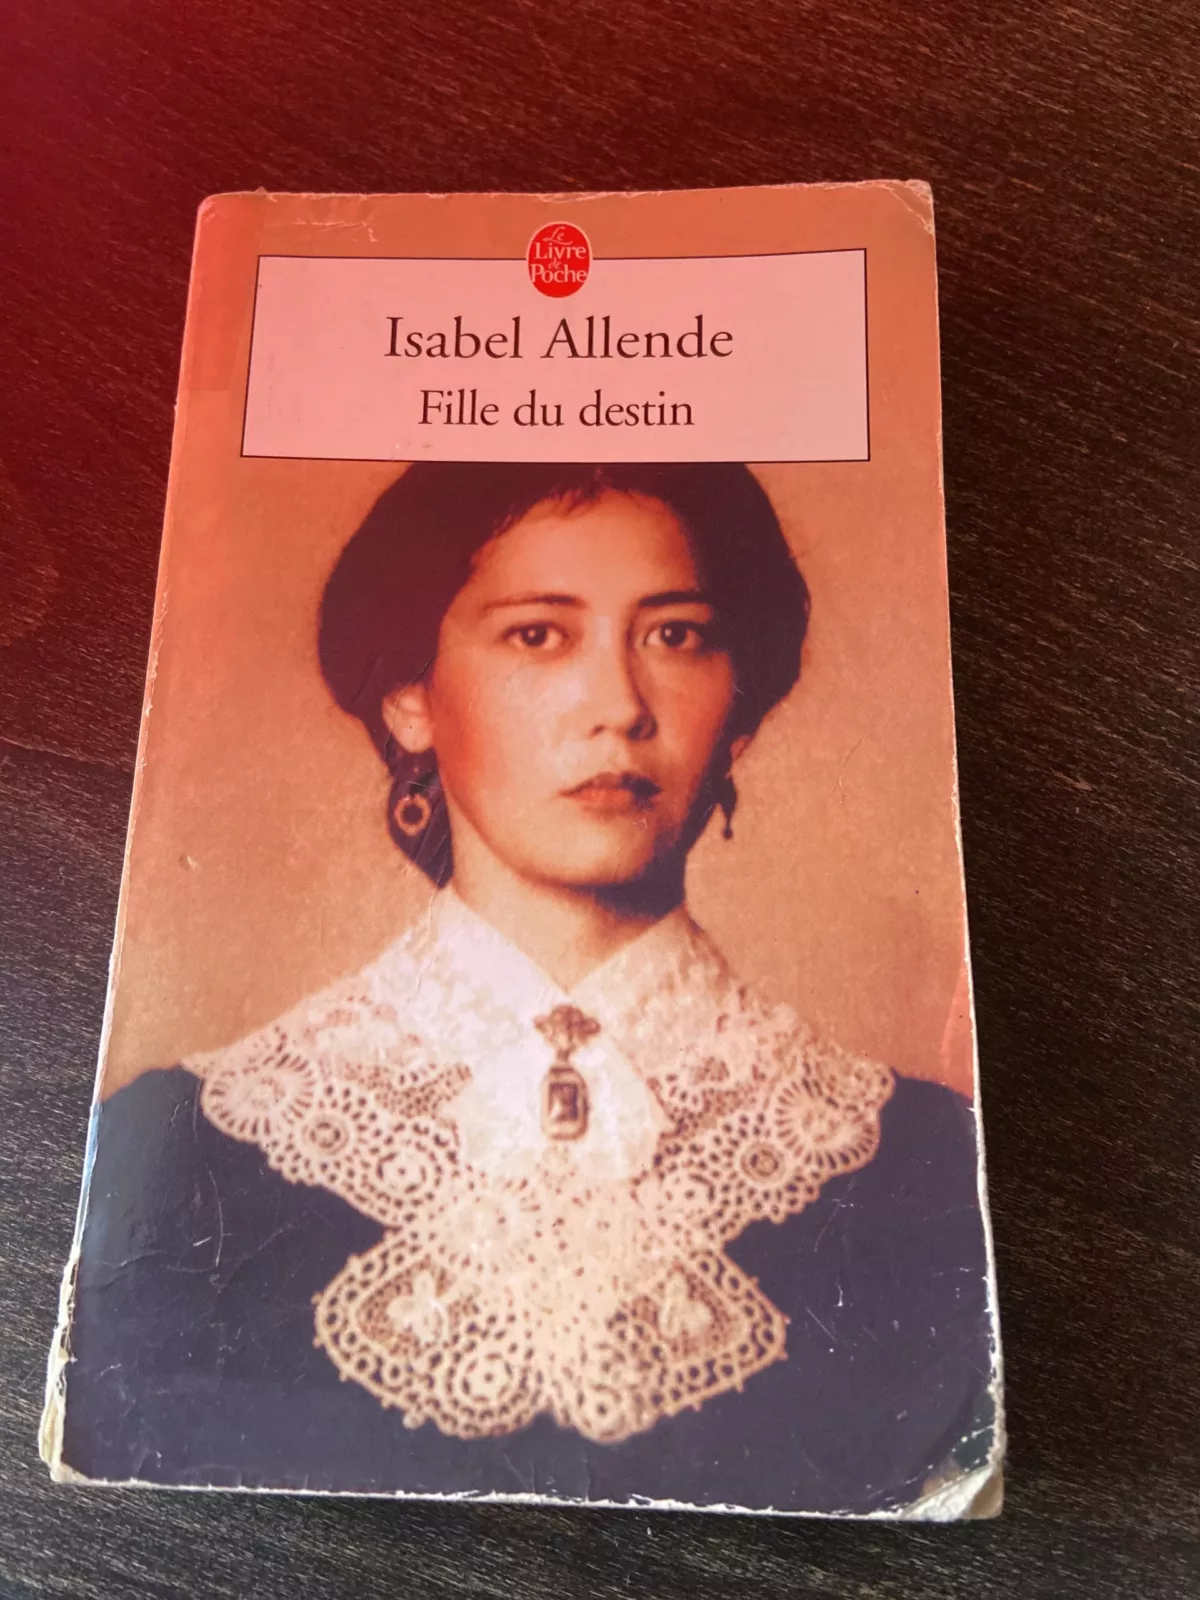 Le
Livre
de
Poche
Isabel Allende
Fille du destin